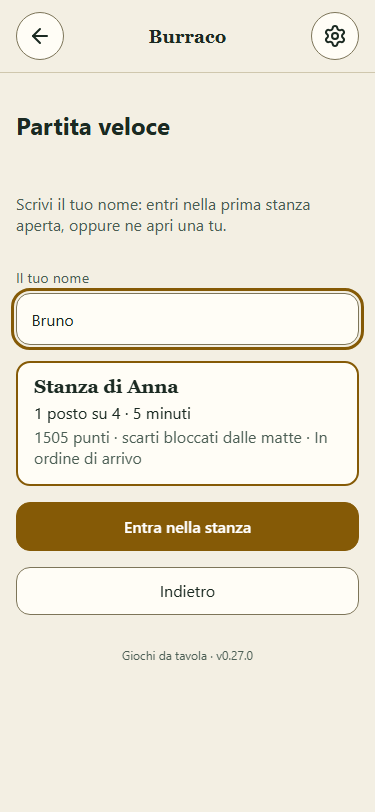 Burraco
Partita veloce
Scrivi il tuo nome: entri nella prima stanza
aperta, oppure ne apri una tu.
Il tuo nome
Bruno
Stanza di Anna
1 posto su 4 · 5 minuti
1505 punti · scarti bloccati dalle matte · In
ordine di arrivo
Entra nella stanza
Indietro
Giochi da tavola · v0.27.0